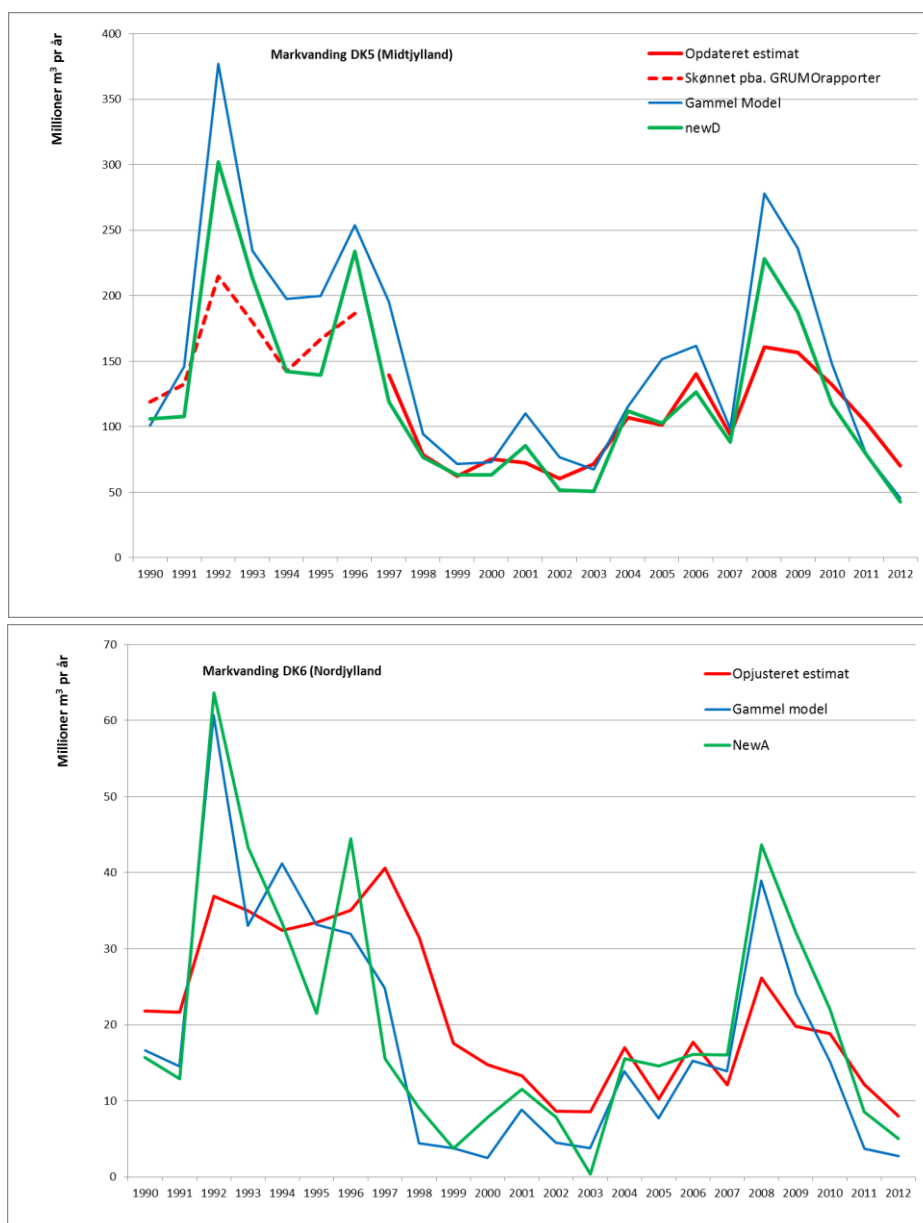 Markvanding DK5 (Midtjylland)
Millioner m³ pr år
Opdateret estimat
Skønnet pba. GRUMOrapporter
Gammel Model
newD
400
350
300
250
200
150
100
50
0
1990 1991 1992 1993 1994 1995 1996 1997 1998 1999 2000 2001 2002 2003 2004 2005 2006 2007 2008 2009 2010 2011 2012
Markvanding DK6 (Nordjylland
Millioner m³ pr år
Opjusteret estimat
Gammel model
NewA
70
60
50
40
30
20
10
0
1990 1991 1992 1993 1994 1995 1996 1997 1998 1999 2000 2001 2002 2003 2004 2005 2006 2007 2008 2009 2010 2011 2012